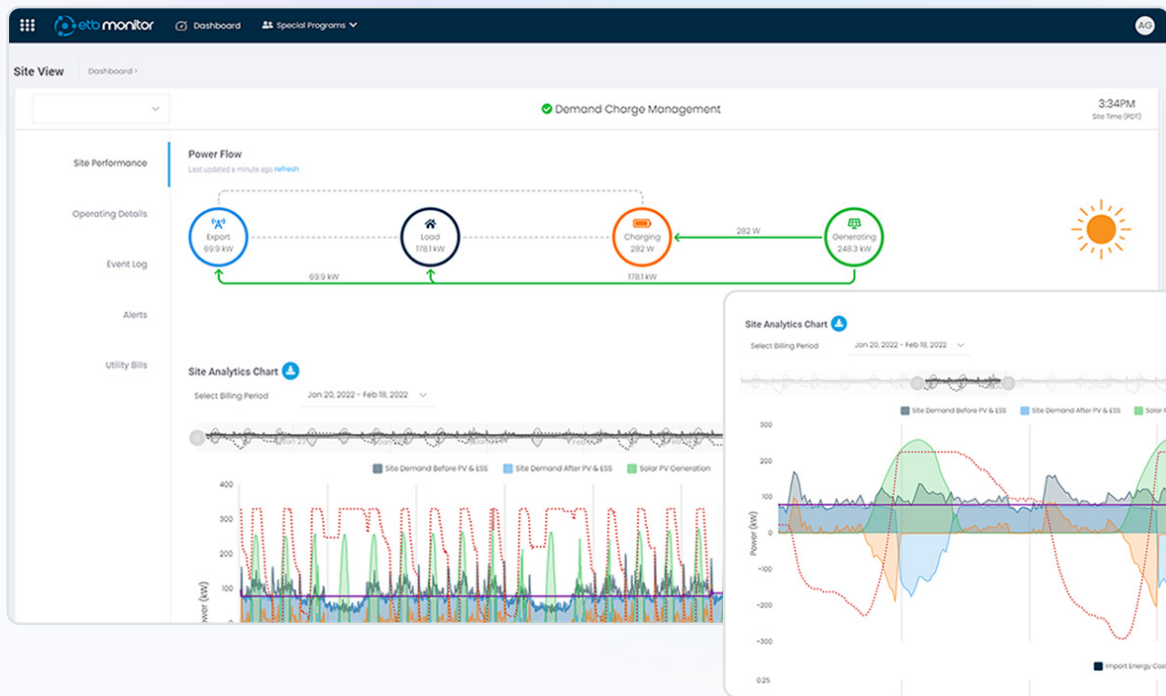 etb monitor Dashboard Special Programs AG
Site View Dashboard ›
Demand Charge Management
3:34PM
Site Time (PDT)
Site Performance
Operating Details
Event Log
Alerts
Utility Bills
Power Flow
Last updated a minute ago refresh
Export
69.9 kW
Load
178.1 kW
Charging
282 W
282 W
Generating
248.3 kW
69.9 kW
178.1 kW
Site Analytics Chart
Select Billing Period Jan 20, 2022 - Feb 18, 2022
Site Demand Before PV & ESS Site Demand After PV & ESS Solar PV Generation
400
300
200
100
0
Site Analytics Chart
Select Billing Period Jan 20, 2022 - Feb 18, 2022
Site Demand Before PV & ESS Site Demand After PV & ESS Solar
300
200
100
0
-100
-200
-300
Power (kW)
Import Energy Cos
0.25